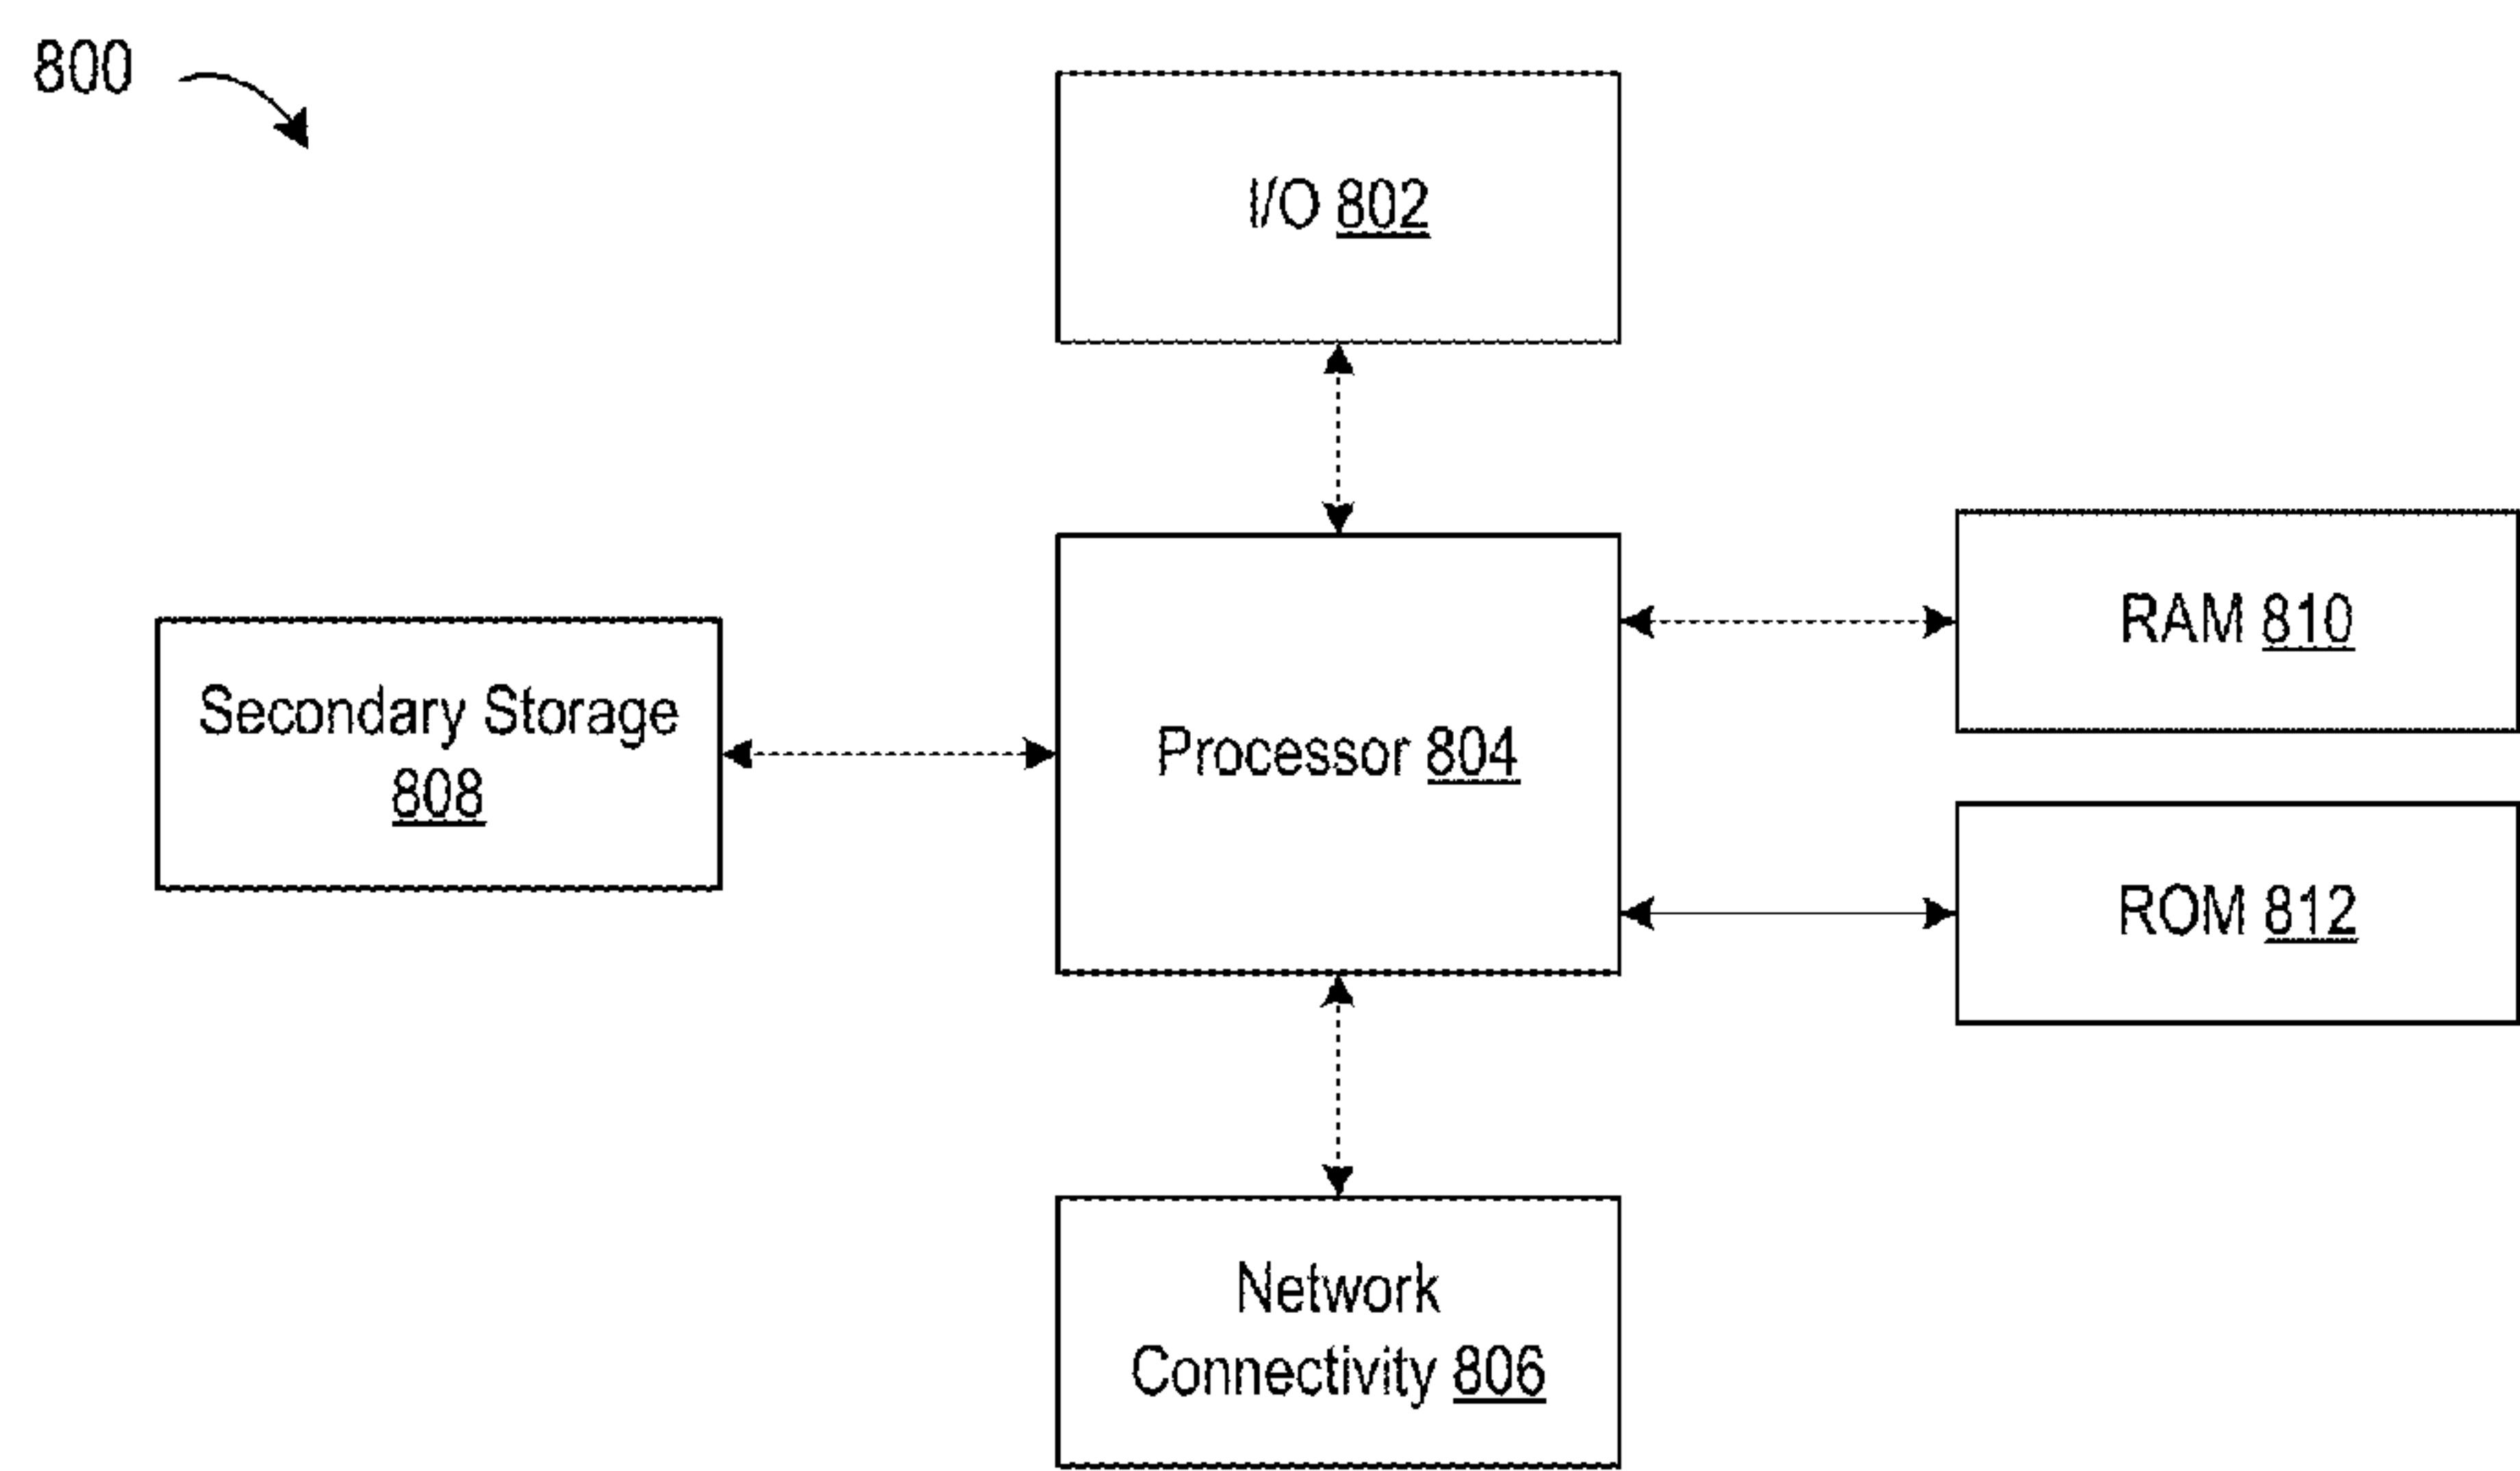 800
I/O 802
RAM 810
Secondary Storage
808
Processor 804
ROM 812
Network
Connectivity 806